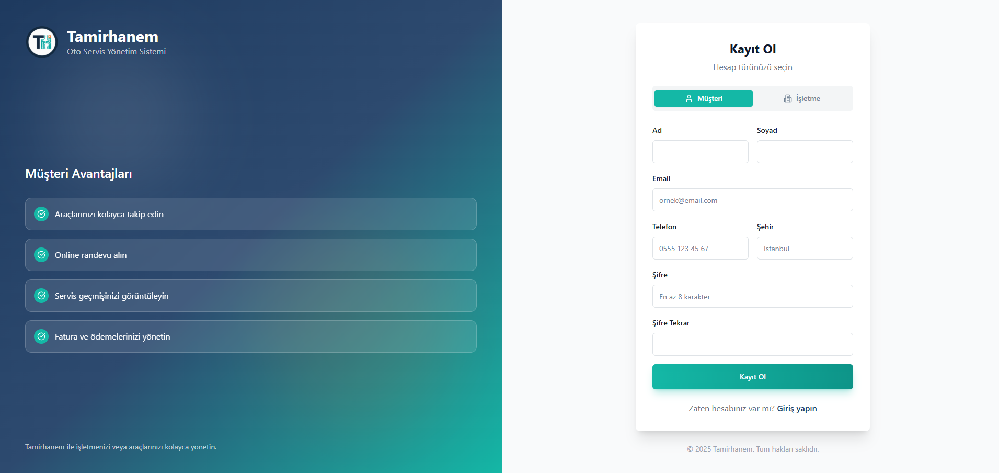 TH
Tamirhanem
Oto Servis Yönetim Sistemi
Müşteri Avantajları
Araçlarınızı kolayca takip edin
Online randevu alın
Servis geçmişinizi görüntüleyin
Fatura ve ödemelerinizi yönetin
Tamirhanem ile işletmenizi veya araçlarınızı kolayca yönetin.
Kayıt Ol
Hesap türünüzü seçin
Müşteri İşletme
Ad Soyad
Email
ornek@email.com
Telefon Şehir
0555 123 45 67 İstanbul
Şifre
En az 8 karakter
Şifre Tekrar
Kayıt Ol
Zaten hesabınız var mı? Giriş yapın
© 2025 Tamirhanem. Tüm hakları saklıdır.